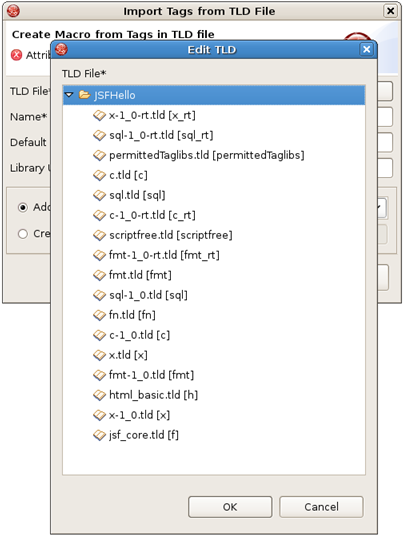 Import Tags from TLD File
Create Macro from Tags in TLD file
TLD File*
Name*
Default
Library
Edit TLD
TLD File*
JSFHello
x-1_0-rt.tld [x_rt]
sql-1_0-rt.tld [sql_rt]
permittedTaglibs.tld [permittedTaglibs]
c.tld [c]
sql.tld [sql]
c-1_0-rt.tld [c_rt]
scriptfree.tld [scriptfree]
fmt-1_0-rt.tld [fmt_rt]
fmt.tld [fmt]
sql-1_0.tld [sql]
fn.tld [fn]
c-1_0.tld [c]
x.tld [x]
fmt-1_0.tld [fmt]
html_basic.tld [h]
x-1_0.tld [x]
jsf_core.tld [f]
OK
Cancel